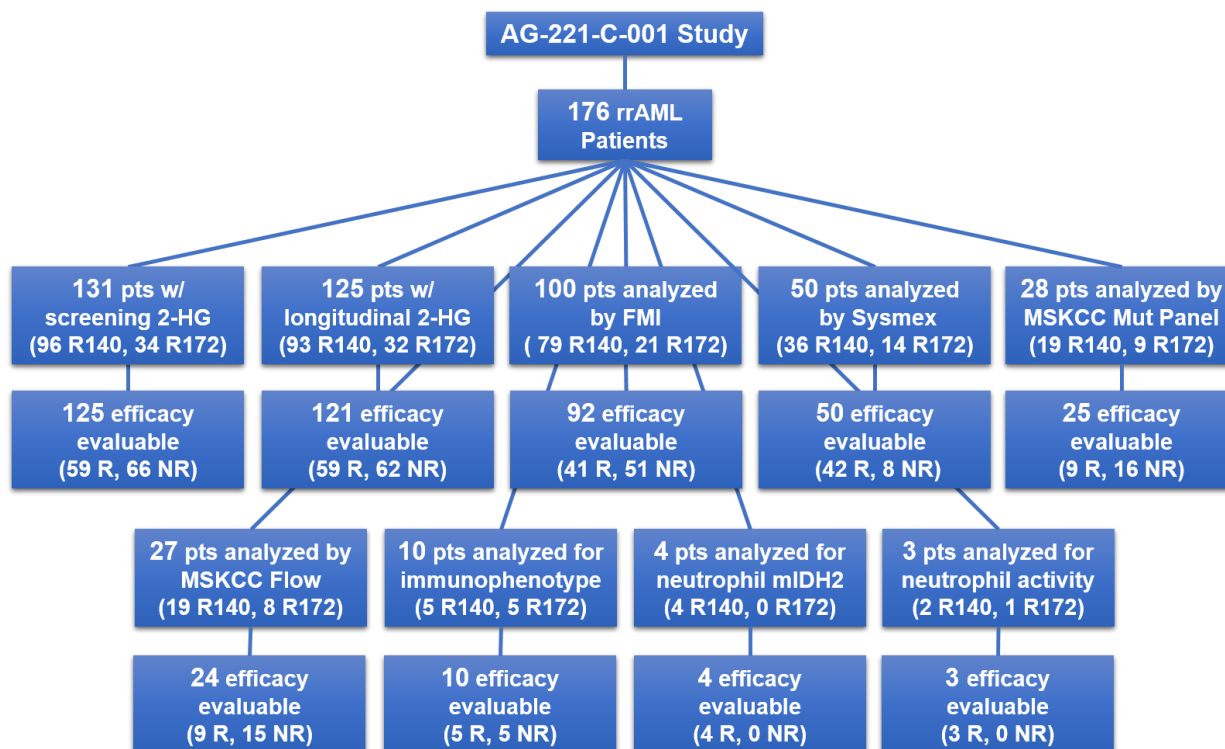 AG-221-C-001 Study
176 rrAML
Patients
131 pts w/
screening 2-HG
(96 R140, 34 R172)
125 pts w/
longitudinal 2-HG
(93 R140, 32 R172)
100 pts analyzed
by FMI
( 79 R140, 21 R172)
50 pts analyzed
by Sysmex
(36 R140, 14 R172)
28 pts analyzed by
MSKCC Mut Panel
(19 R140, 9 R172)
125 efficacy
evaluable
(59 R, 66 NR)
121 efficacy
evaluable
(59 R, 62 NR)
92 efficacy
evaluable
(41 R, 51 NR)
50 efficacy
evaluable
(42 R, 8 NR)
25 efficacy
evaluable
(9 R, 16 NR)
27 pts analyzed by
MSKCC Flow
(19 R140, 8 R172)
10 pts analyzed for
immunophenotype
(5 R140, 5 R172)
4 pts analyzed for
neutrophil mIDH2
(4 R140, 0 R172)
3 pts analyzed for
neutrophil activity
(2 R140, 1 R172)
24 efficacy
evaluable
(9 R, 15 NR)
10 efficacy
evaluable
(5 R, 5 NR)
4 efficacy
evaluable
(4 R, 0 NR)
3 efficacy
evaluable
(3 R, 0 NR)